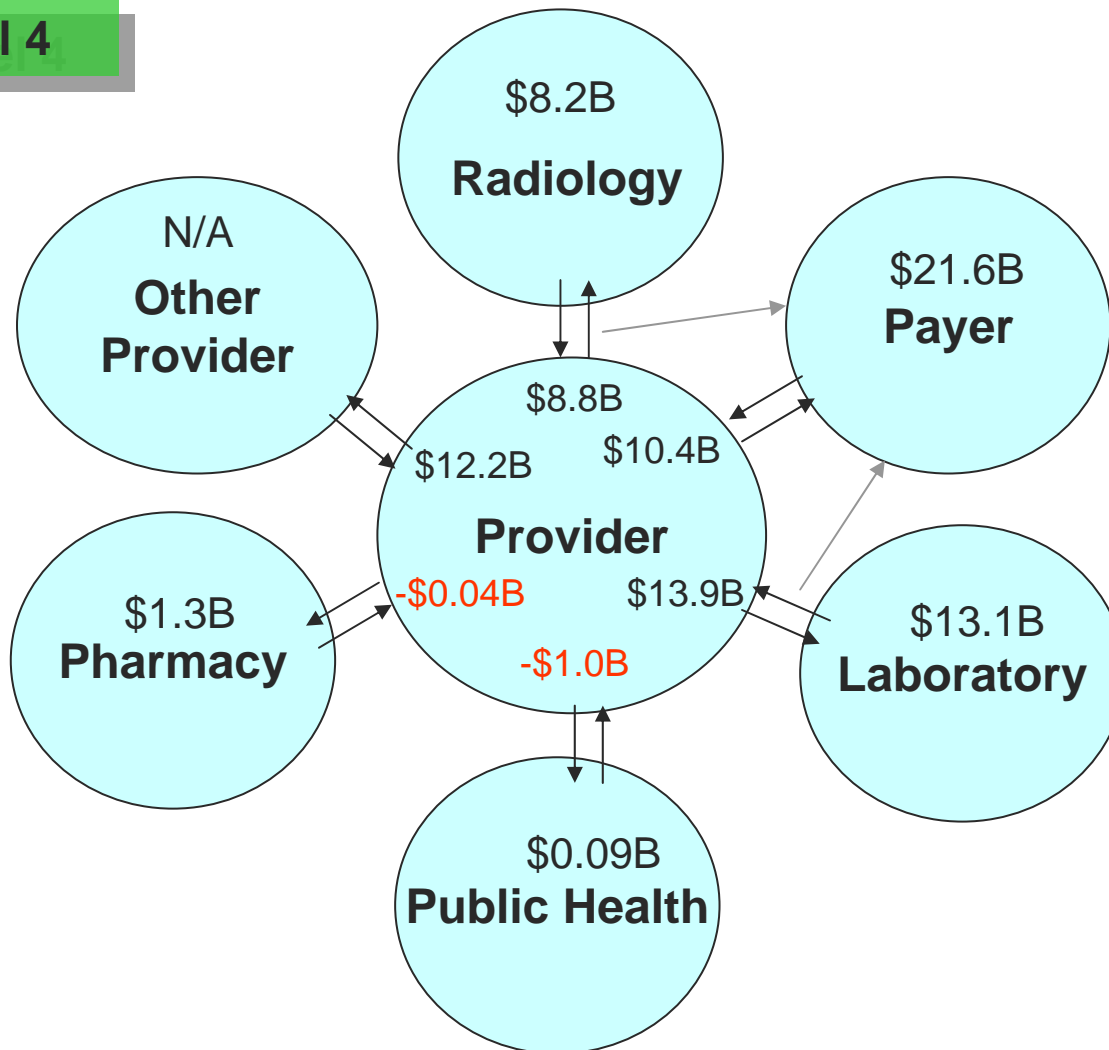 l 4
$8.2B
Radiology
N/A
Other
Provider
$21.6B
Payer
$8.8B
$10.4B
$12.2B
Provider
-$0.04B
$13.9B
-$1.0B
$1.3B
Pharmacy
$13.1B
Laboratory
$0.09B
Public Health